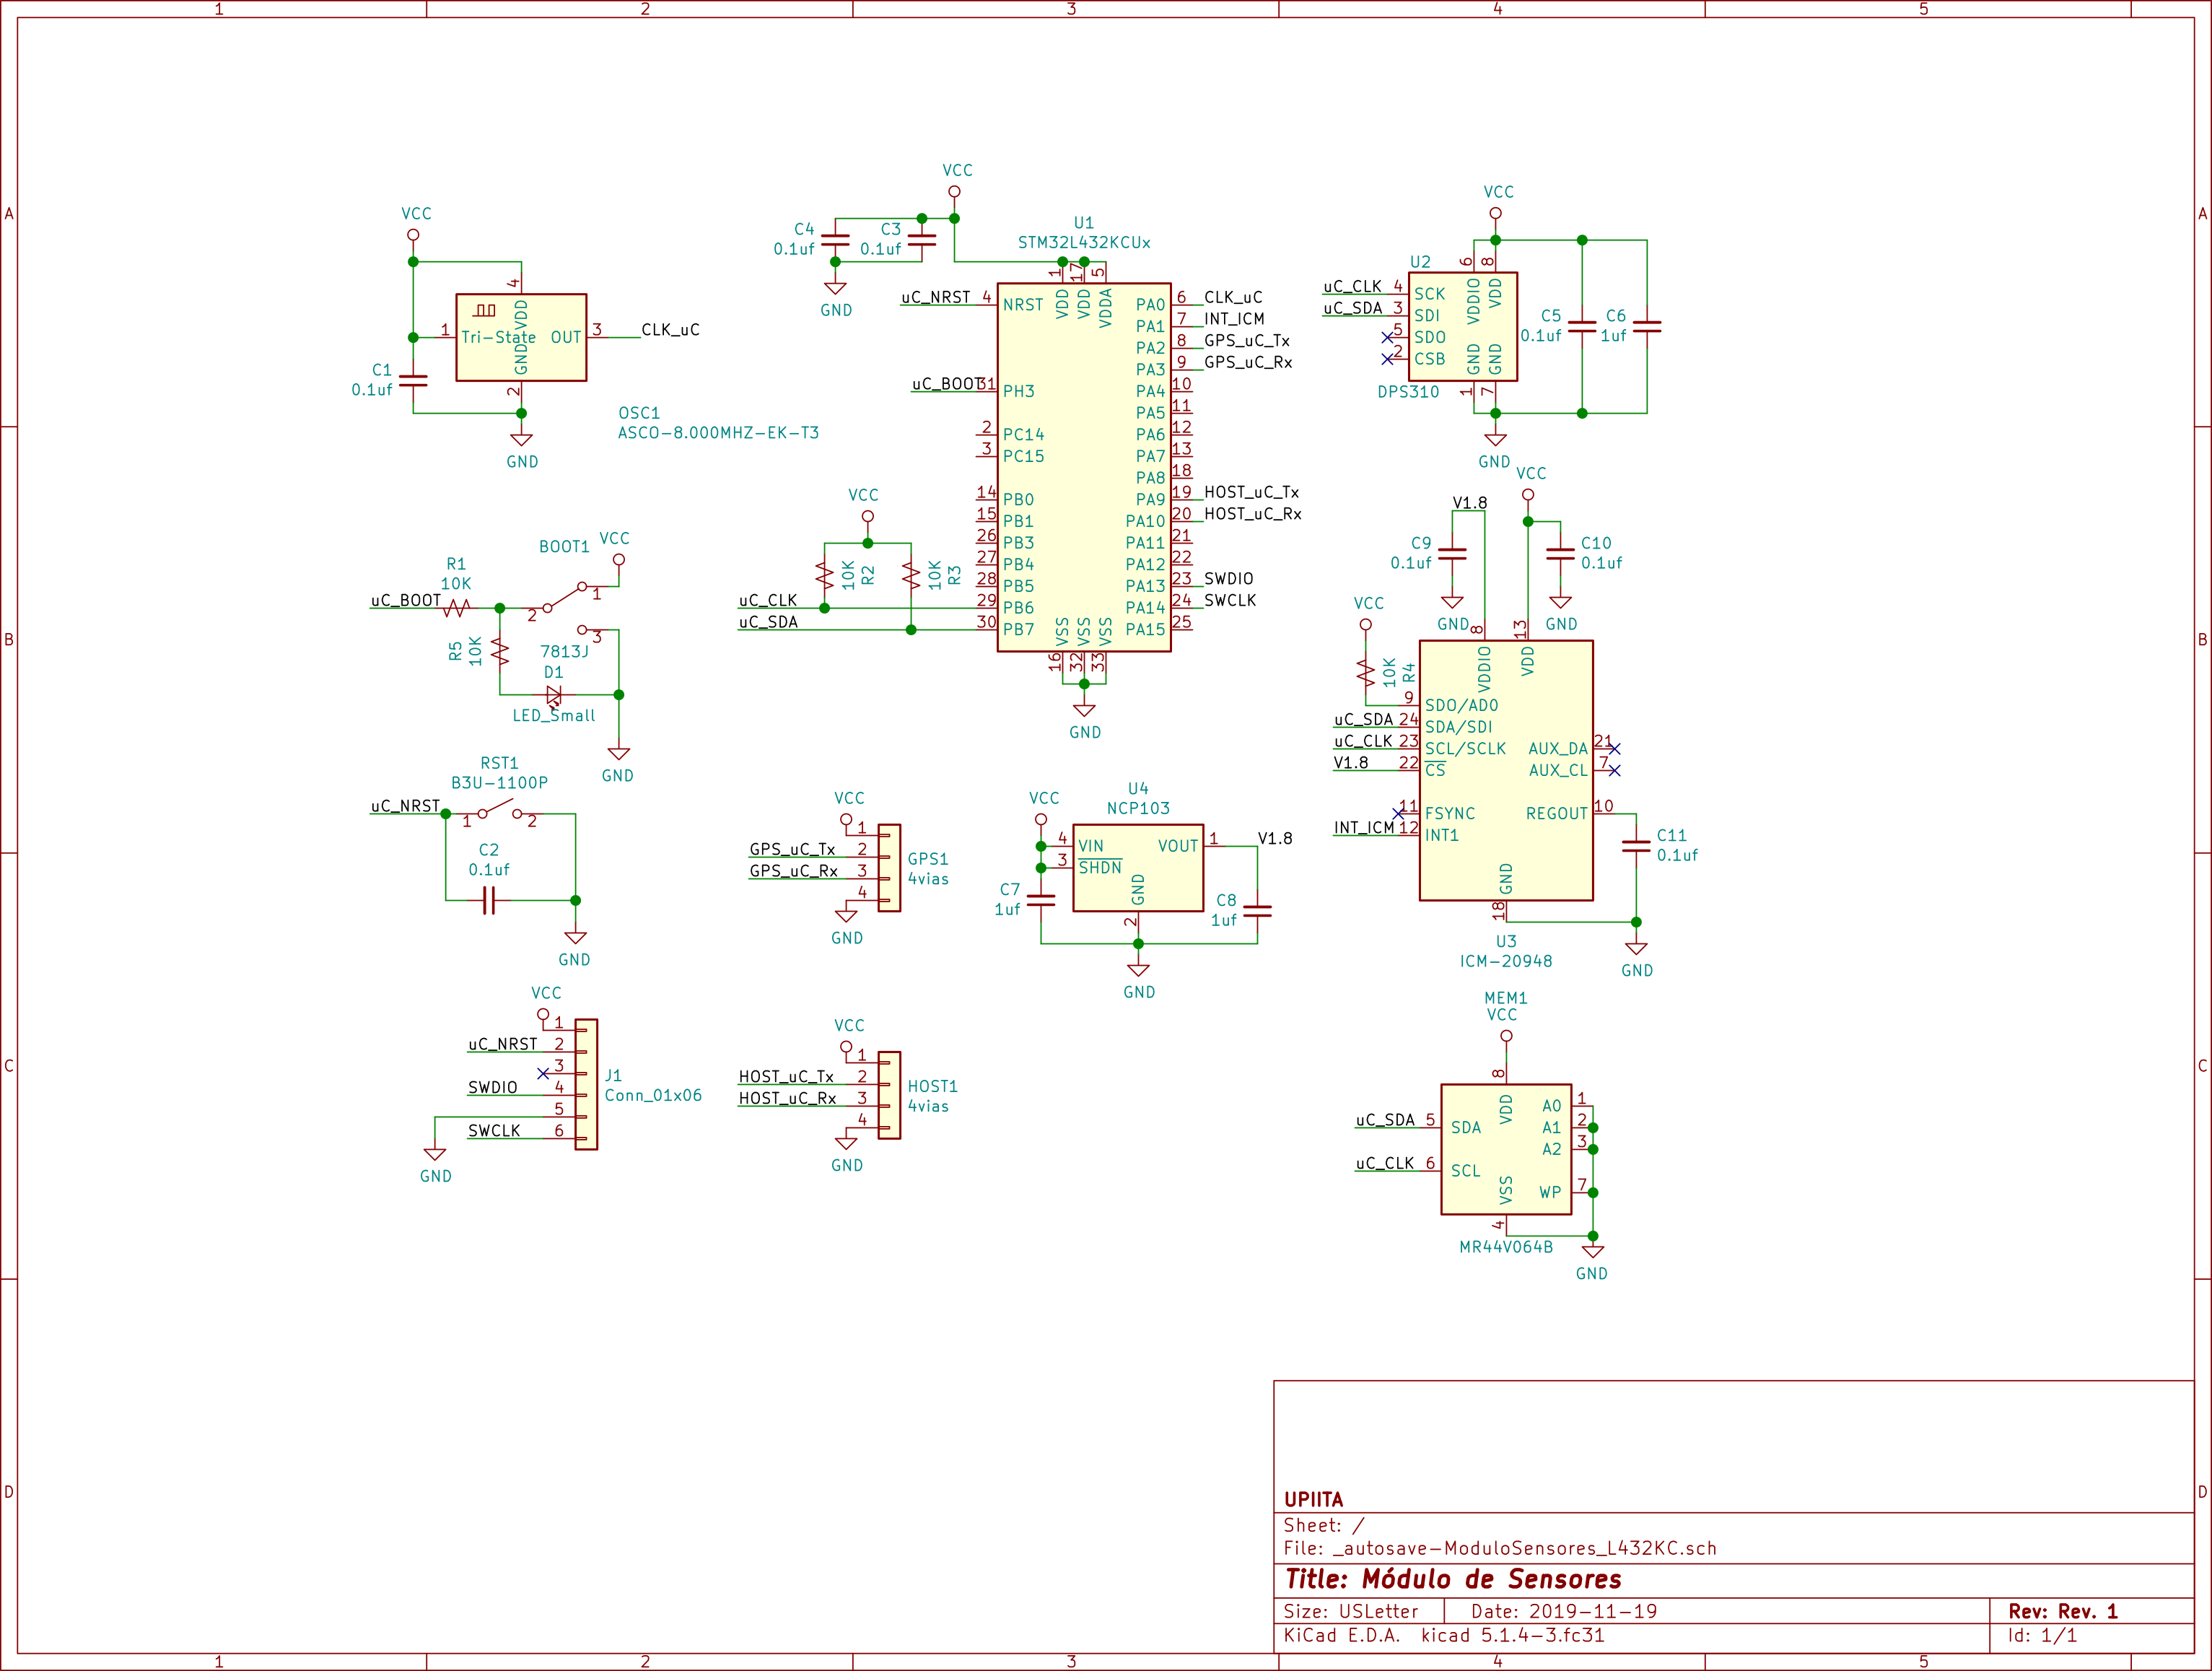 1 2 3 4 5
A A
B B
C C
D D
1 2 3 4 5
VCC
4
VDD
1
Tri-State
OUT
3
CLK_uC
GND
2
C1
0.1uf
OSC1
ASCO-8.000MHZ-EK-T3
GND
VCC
C4
0.1uf
C3
0.1uf
GND
U1
STM32L432KCUx
1
17
5
VDD
VDD
VDDA
uC_NRST 4 NRST
uC_BOOT 31 PH3
2 PC14
3 PC15
14 PB0
15 PB1
26 PB3
27 PB4
28 PB5
29 PB6
30 PB7
PA0 6 CLK_uC
PA1 7 INT_ICM
PA2 8 GPS_uC_Tx
PA3 9 GPS_uC_Rx
PA4 10
PA5 11
PA6 12
PA7 13
PA8 18
PA9 19 HOST_uC_Tx
PA10 20 HOST_uC_Rx
PA11 21
PA12 22
PA13 23 SWDIO
PA14 24 SWCLK
PA15 25
VSS
VSS
VSS
16
32
33
GND
VCC
10K
R2
10K
R3
uC_CLK
uC_SDA
VCC
U2
6
8
VDDIO
VDD
uC_CLK 4 SCK
uC_SDA 3 SDI
5 SDO
2 CSB
GND
GND
1
7
DPS310
C5
0.1uf
C6
1uf
GND
BOOT1
VCC
R1
10K
uC_BOOT
2
1
3
R5
10K
7813J
D1
LED_Small
GND
RST1
B3U-1100P
uC_NRST
1
2
C2
0.1uf
GND
VCC
1
uC_NRST 2
3
SWDIO 4
5
SWCLK 6
J1
Conn_01x06
GND
VCC
1
GPS_uC_Tx 2
GPS_uC_Rx 3
4
GPS1
4vias
GND
VCC
1
HOST_uC_Tx 2
HOST_uC_Rx 3
4
HOST1
4vias
GND
U4
NCP103
VCC
4 VIN
3 SHDN
VOUT 1 V1.8
GND
2
C7
1uf
C8
1uf
GND
V1.8
VCC
C9
0.1uf
C10
0.1uf
GND
GND
VCC
10K
R4
8
13
VDDIO
VDD
9 SDO/AD0
uC_SDA 24 SDA/SDI
uC_CLK 23 SCL/SCLK
V1.8 22 CS
11 FSYNC
INT_ICM 12 INT1
AUX_DA 21
AUX_CL 7
REGOUT 10
C11
0.1uf
GND
18
U3
ICM-20948
GND
MEM1
VCC
8
VDD
uC_SDA 5 SDA
uC_CLK 6 SCL
A0 1
A1 2
A2 3
WP 7
VSS
4
MR44V064B
GND
UPIITA
Sheet: /
File: _autosave-ModuloSensores_L432KC.sch
Title: Módulo de Sensores
Size: USLetter Date: 2019-11-19 Rev: Rev. 1
KiCad E.D.A. kicad 5.1.4-3.fc31 Id: 1/1